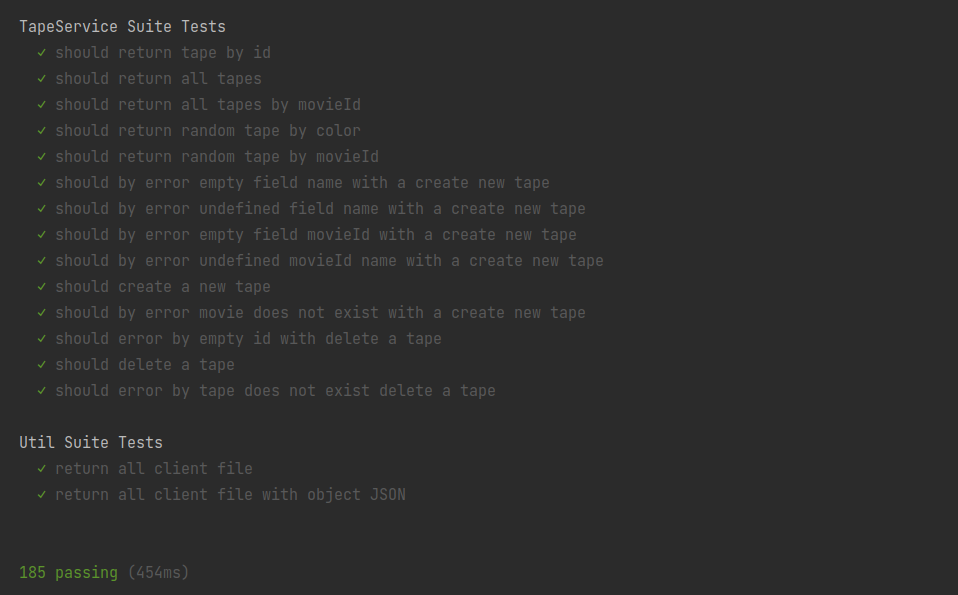 TapeService Suite Tests
✓ should return tape by id
✓ should return all tapes
✓ should return all tapes by movieId
✓ should return random tape by color
✓ should return random tape by movieId
✓ should by error empty field name with a create new tape
✓ should by error undefined field name with a create new tape
✓ should by error empty field movieId with a create new tape
✓ should by error undefined movieId name with a create new tape
✓ should create a new tape
✓ should by error movie does not exist with a create new tape
✓ should error by empty id with delete a tape
✓ should delete a tape
✓ should error by tape does not exist delete a tape
Util Suite Tests
✓ return all client file
✓ return all client file with object JSON
185 passing (454ms)